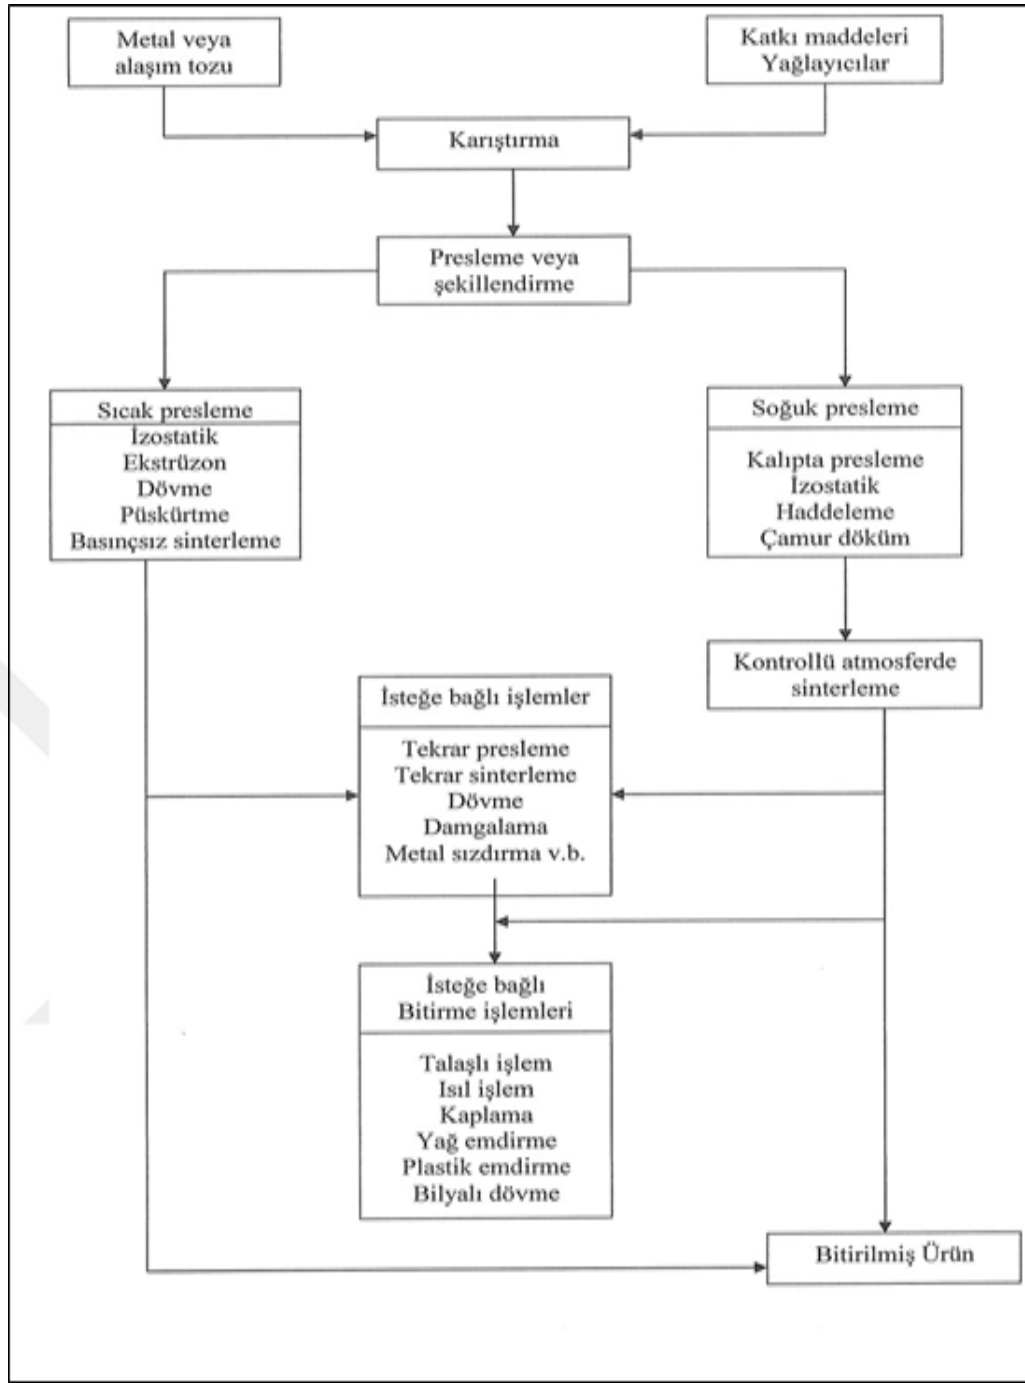 Metal veya
alaşım tozu
Katkı maddeleri
Yağlayıcılar
Karıştırma
Presleme veya
şekillendirme
Sıcak presleme
İzostatik
Ekstrüzon
Dövme
Püskürtme
Basınçsız sinterleme
Soğuk presleme
Kalıpta presleme
İzostatik
Haddeleme
Çamur döküm
Kontrollü atmosferde
sinterleme
İsteğe bağlı işlemler
Tekrar presleme
Tekrar sinterleme
Dövme
Damgalama
Metal sızdırma v.b.
İsteğe bağlı
Bitirme işlemleri
Talaşlı işlem
Isıl işlem
Kaplama
Yağ emdirme
Plastik emdirme
Bilyalı dövme
Bitirilmiş Ürün